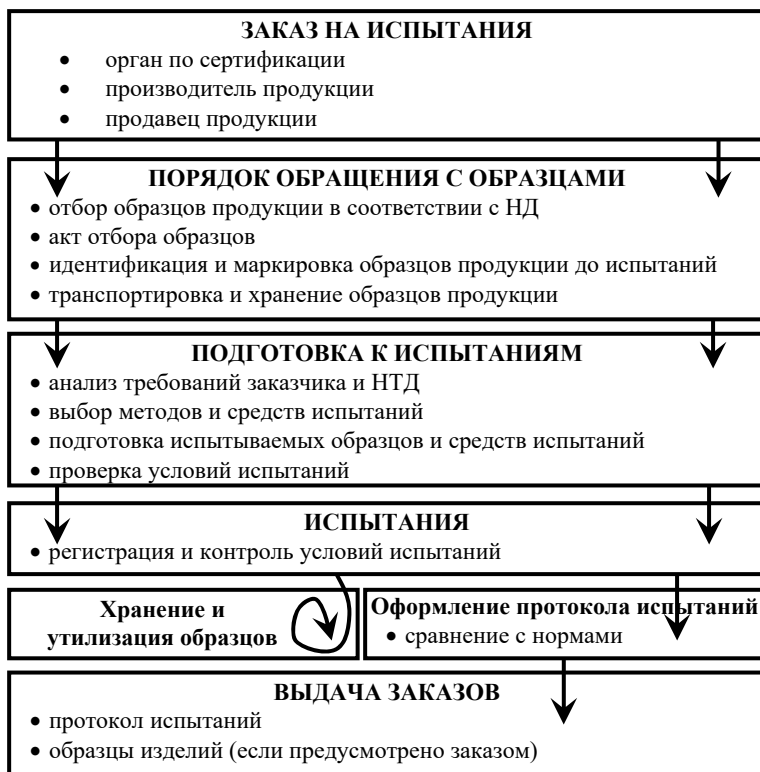 ЗАКАЗ НА ИСПЫТАНИЯ
• орган по сертификации
• производитель продукции
• продавец продукции
ПОРЯДОК ОБРАЩЕНИЯ С ОБРАЗЦАМИ
• отбор образцов продукции в соответствии с НД
• акт отбора образцов
• идентификация и маркировка образцов продукции до испытаний
• транспортировка и хранение образцов продукции
ПОДГОТОВКА К ИСПЫТАНИЯМ
• анализ требований заказчика и НТД
• выбор методов и средств испытаний
• подготовка испытываемых образцов и средств испытаний
• проверка условий испытаний
ИСПЫТАНИЯ
• регистрация и контроль условий испытаний
Хранение и
утилизация образцов
Оформление протокола испытаний
• сравнение с нормами
ВЫДАЧА ЗАКАЗОВ
• протокол испытаний
• образцы изделий (если предусмотрено заказом)